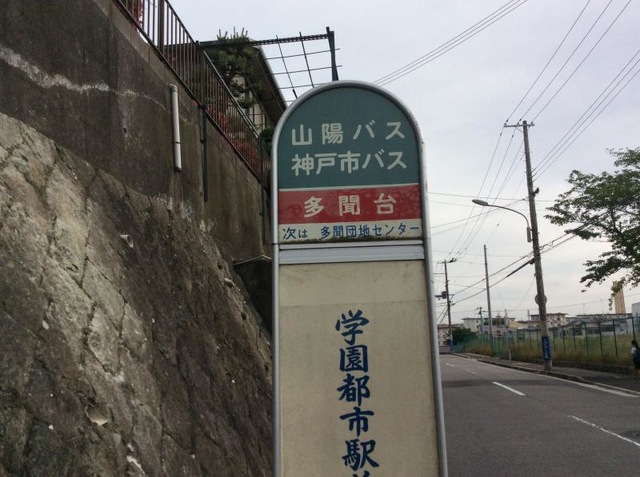 山陽バス
神戸市バス
多聞台
次は 多聞団地センター
学園都市駅